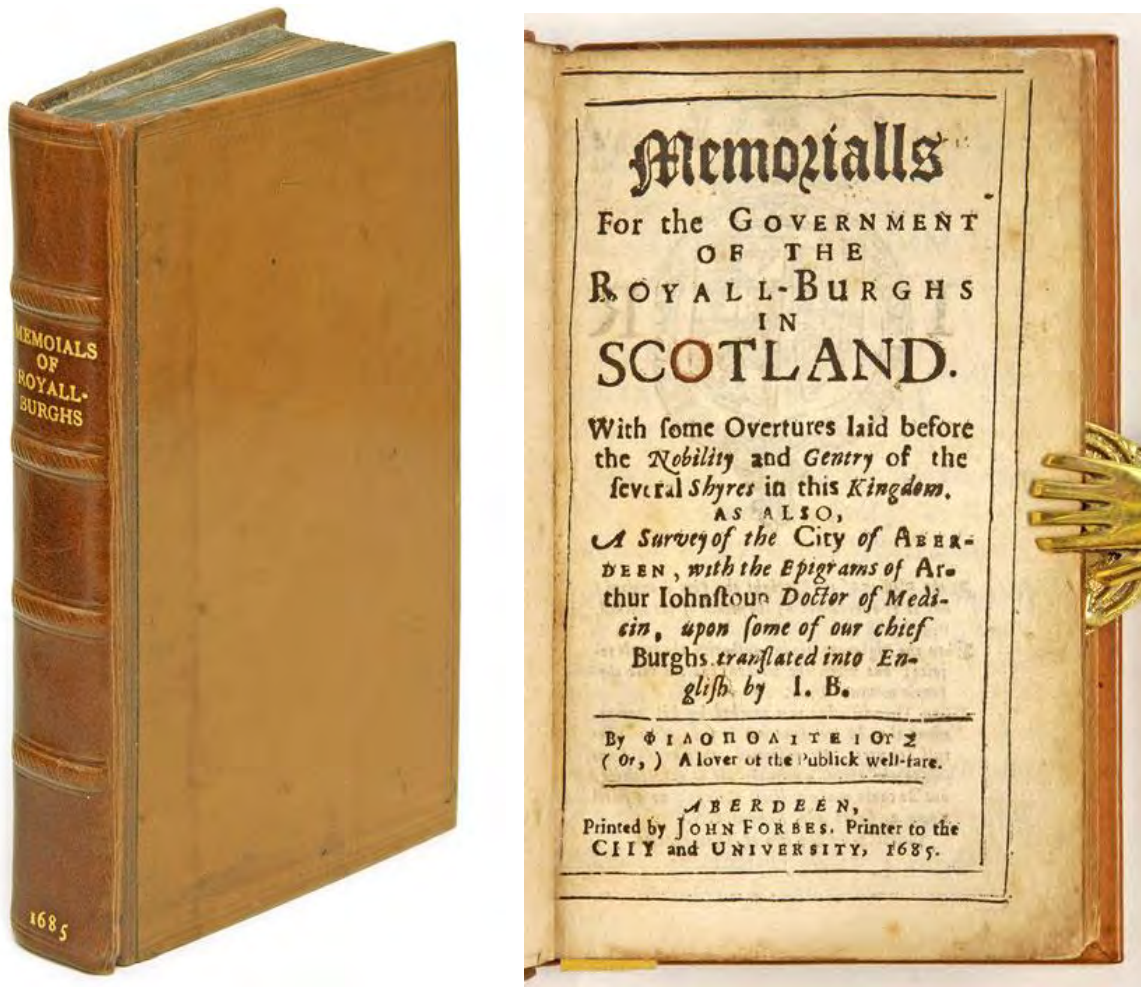 MEMOIALS
OF
ROYALL-
BURGHS
1685
Memorialls
For the GOVERNMENT
OF THE
ROYALL-BURGHS
IN
SCOTLAND.
With ſome Overtures laid before
the Nobility and Gentry of the
ſeveral Shyres in this Kingdom.
AS ALSO,
A Survey of the City of ABER-
DEEN, with the Epigrams of Ar-
thur Iohnſtoun Doctor of Medi-
cin, upon ſome of our chief
Burghs tranſlated into En-
gliſh by I. B.
By ΦΙΛΟΠΟΛΙΤΕΙΟΥΣ
(Or,) A lover of the Publick well-fare.
ABERDEEN,
Printed by JOHN FORBES, Printer to the
CITY and UNIVERSITY, 1685.